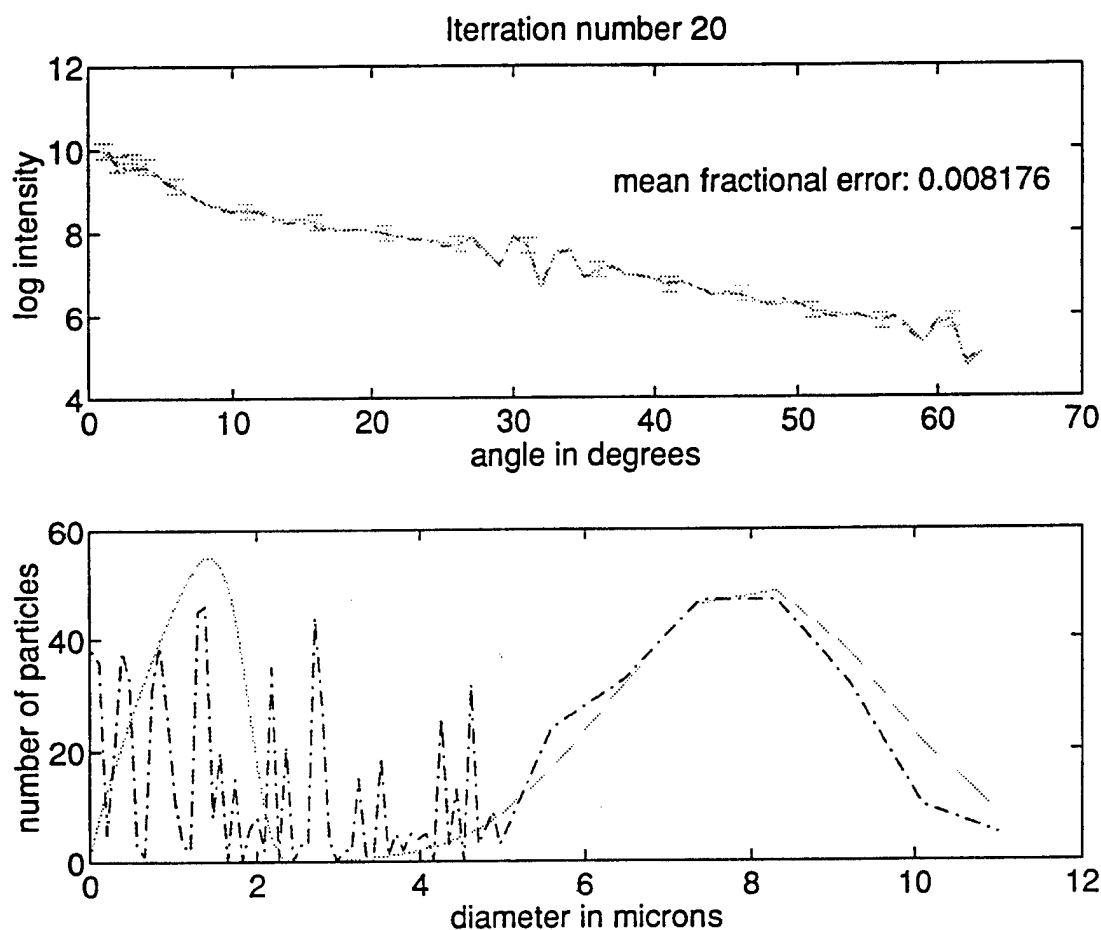 Iterration number 20
12
10
8
6
4
log intensity
mean fractional error: 0.008176
0 10 20 30 40 50 60 70
angle in degrees
60
40
20
0
number of particles
0 2 4 6 8 10 12
diameter in microns